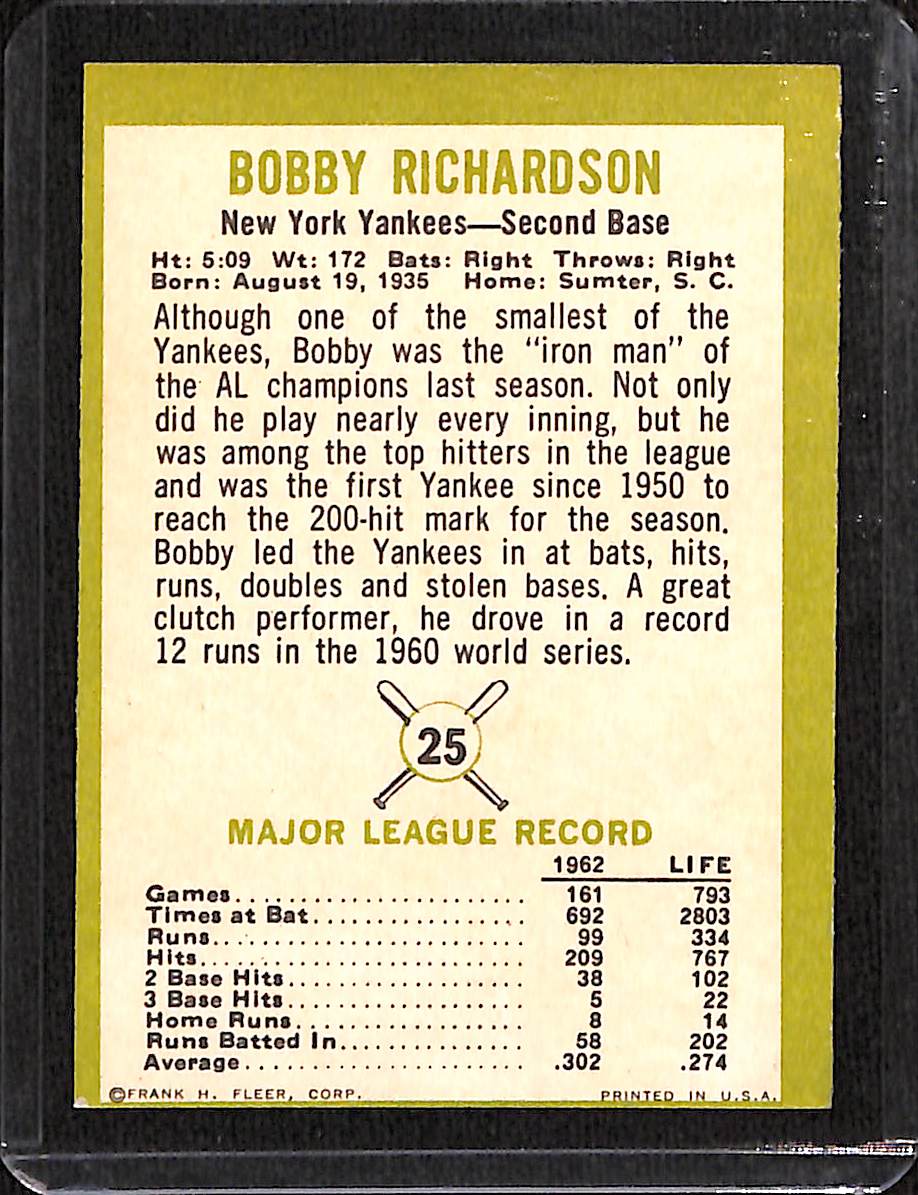 BOBBY RICHARDSON
New York Yankees—Second Base
Ht: 5:09 Wt: 172 Bats: Right Throws: Right
Born: August 19, 1935 Home: Sumter, S. C.
Although one of the smallest of the
Yankees, Bobby was the "iron man" of
the AL champions last season. Not only
did he play nearly every inning, but he
was among the top hitters in the league
and was the first Yankee since 1950 to
reach the 200-hit mark for the season.
Bobby led the Yankees in at bats, hits,
runs, doubles and stolen bases. A great
clutch performer, he drove in a record
12 runs in the 1960 world series.
25
MAJOR LEAGUE RECORD
1962 LIFE
Games........................ 161 793
Times at Bat................. 692 2803
Runs......................... 99 334
Hits.......................... 209 767
2 Base Hits................... 38 102
3 Base Hits................... 5 22
Home Runs.................. 8 14
Runs Batted In............... 58 202
Average...................... .302 .274
©FRANK H. FLEER, CORP. PRINTED IN U.S.A.